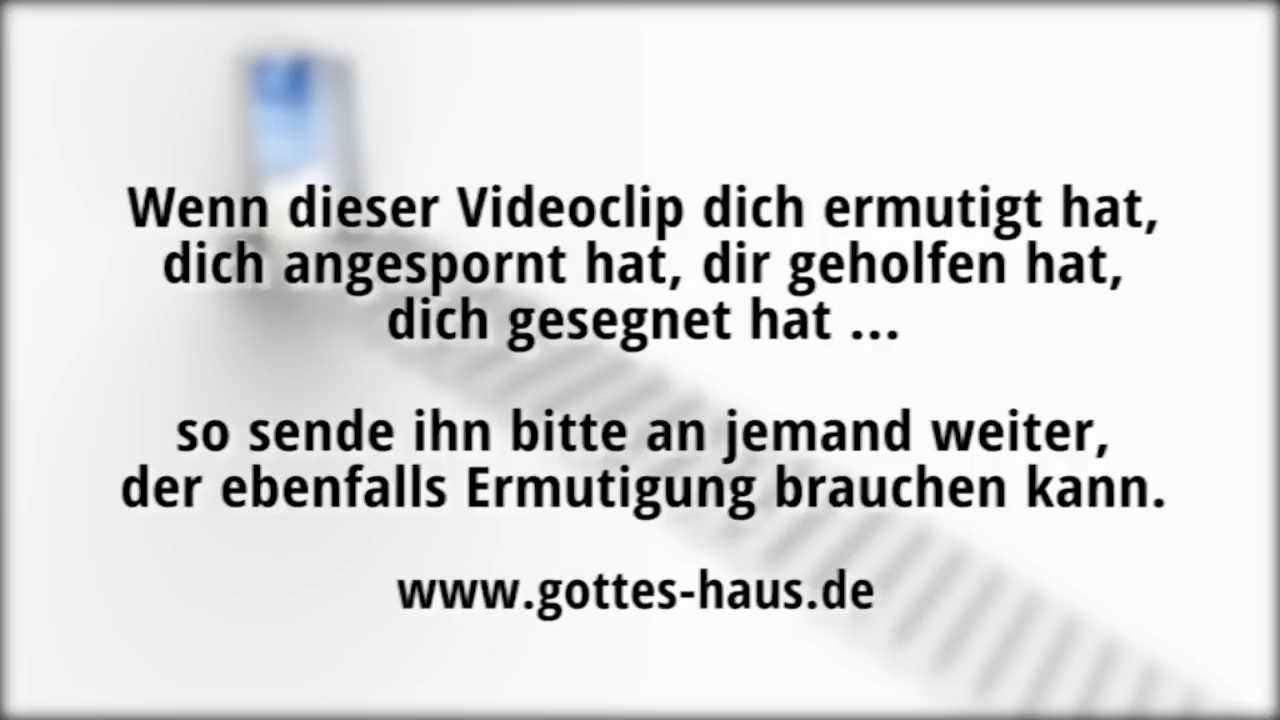 Wenn dieser Videoclip dich ermutigt hat,
dich angespornt hat, dir geholfen hat,
dich gesegnet hat ...
so sende ihn bitte an jemand weiter,
der ebenfalls Ermutigung brauchen kann.
www.gottes-haus.de